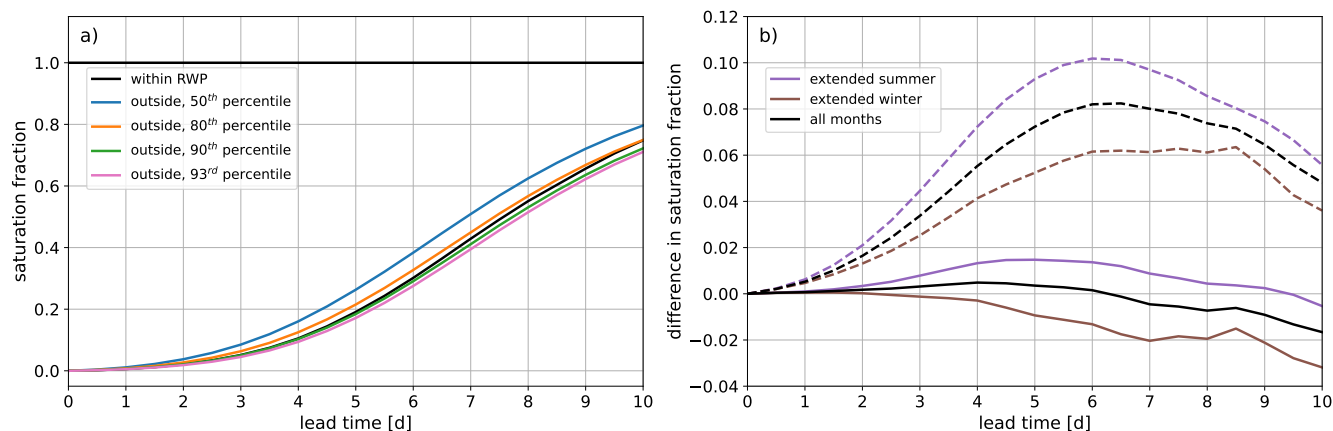 a)
1.0
0.8
0.6
0.4
0.2
0.0
saturation fraction
within RWP
outside, 50th percentile
outside, 80th percentile
outside, 90th percentile
outside, 93rd percentile
0 1 2 3 4 5 6 7 8 9 10
lead time [d]
b)
0.12
0.10
0.08
0.06
0.04
0.02
0.00
−0.02
−0.04
difference in saturation fraction
extended summer
extended winter
all months
0 1 2 3 4 5 6 7 8 9 10
lead time [d]